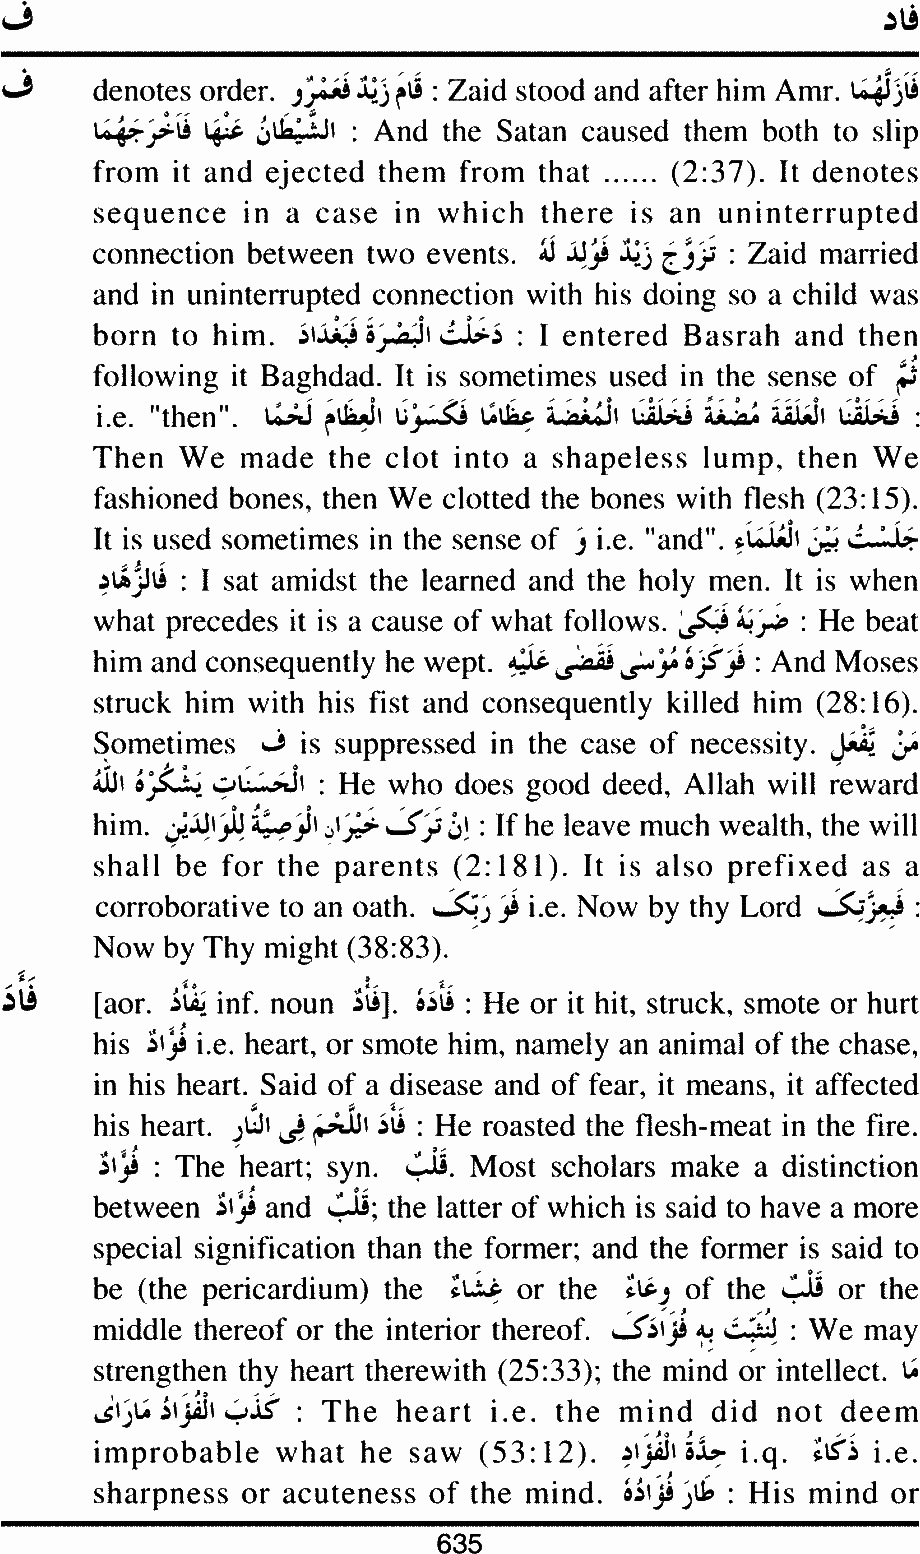 ف فاد
ف denotes order. قَامَ زَيْدٌ فَعَمْرٌو : Zaid stood and after him Amr. فَاَزَلَّهُمَا
الشَّيْطَانُ عَنْهَا فَاَخْرَجَهُمَا : And the Satan caused them both to slip
from it and ejected them from that ...... (2:37). It denotes
sequence in a case in which there is an uninterrupted
connection between two events. تَزَوَّجَ زَيْدٌ فَوُلِدَ لَهُ : Zaid married
and in uninterrupted connection with his doing so a child was
born to him. دَخَلْتُ الْبَصْرَةَ فَبَغْدَادَ : I entered Basrah and then
following it Baghdad. It is sometimes used in the sense of ثُمَّ
i.e. "then". فَخَلَقْنَا الْعَلَقَةَ مُضْغَةً فَخَلَقْنَا الْمُضْغَةَ عِظَامًا فَكَسَوْنَا الْعِظَامَ لَحْمًا :
Then We made the clot into a shapeless lump, then We
fashioned bones, then We clotted the bones with flesh (23:15).
It is used sometimes in the sense of وَ i.e. "and". جَلَسْتُ بَيْنَ الْعُلَمَاءِ
فَالزُّهَّادِ : I sat amidst the learned and the holy men. It is when
what precedes it is a cause of what follows. ضَرَبَهُ فَبَكىٰ : He beat
him and consequently he wept. فَوَكَزَهُ مُوْسٰى فَقَضٰى عَلَيْهِ : And Moses
struck him with his fist and consequently killed him (28:16).
Sometimes ف is suppressed in the case of necessity. مَنْ يَّفْعَلِ
الْحَسَنَاتِ يَشْكُرْهُ اللّٰهُ : He who does good deed, Allah will reward
him. اِنْ تَرَكَ خَيْرَانِ الْوَصِيَّةُ لِلْوَالِدَيْنِ : If he leave much wealth, the will
shall be for the parents (2:181). It is also prefixed as a
corroborative to an oath. فَوَ رَبِّكَ i.e. Now by thy Lord فَبِعِزَّتِكَ :
Now by Thy might (38:83).
فَأَدَ [aor. يَفْأَدُ inf. noun فَأْدٌ]. فَأَدَهُ : He or it hit, struck, smote or hurt
his فُؤَادٌ i.e. heart, or smote him, namely an animal of the chase,
in his heart. Said of a disease and of fear, it means, it affected
his heart. فَأَدَ اللَّحْمَ فِى النَّارِ : He roasted the flesh-meat in the fire.
فُؤَادٌ : The heart; syn. قَلْبٌ. Most scholars make a distinction
between فُؤَادٌ and قَلْبٌ; the latter of which is said to have a more
special signification than the former; and the former is said to
be (the pericardium) the غِشَاءٌ or the وِعَاءٌ of the قَلْبٌ or the
middle thereof or the interior thereof. لِنُثَبِّتَ بِهٖ فُؤَادَكَ : We may
strengthen thy heart therewith (25:33); the mind or intellect. مَا
كَذَبَ الْفُؤَادُ مَارَاٰى : The heart i.e. the mind did not deem
improbable what he saw (53:12). حِدَّةُ الْفُؤَادِ i.q. ذَكَاءٌ i.e.
sharpness or acuteness of the mind. طَارَ فُؤَادُهُ : His mind or
635